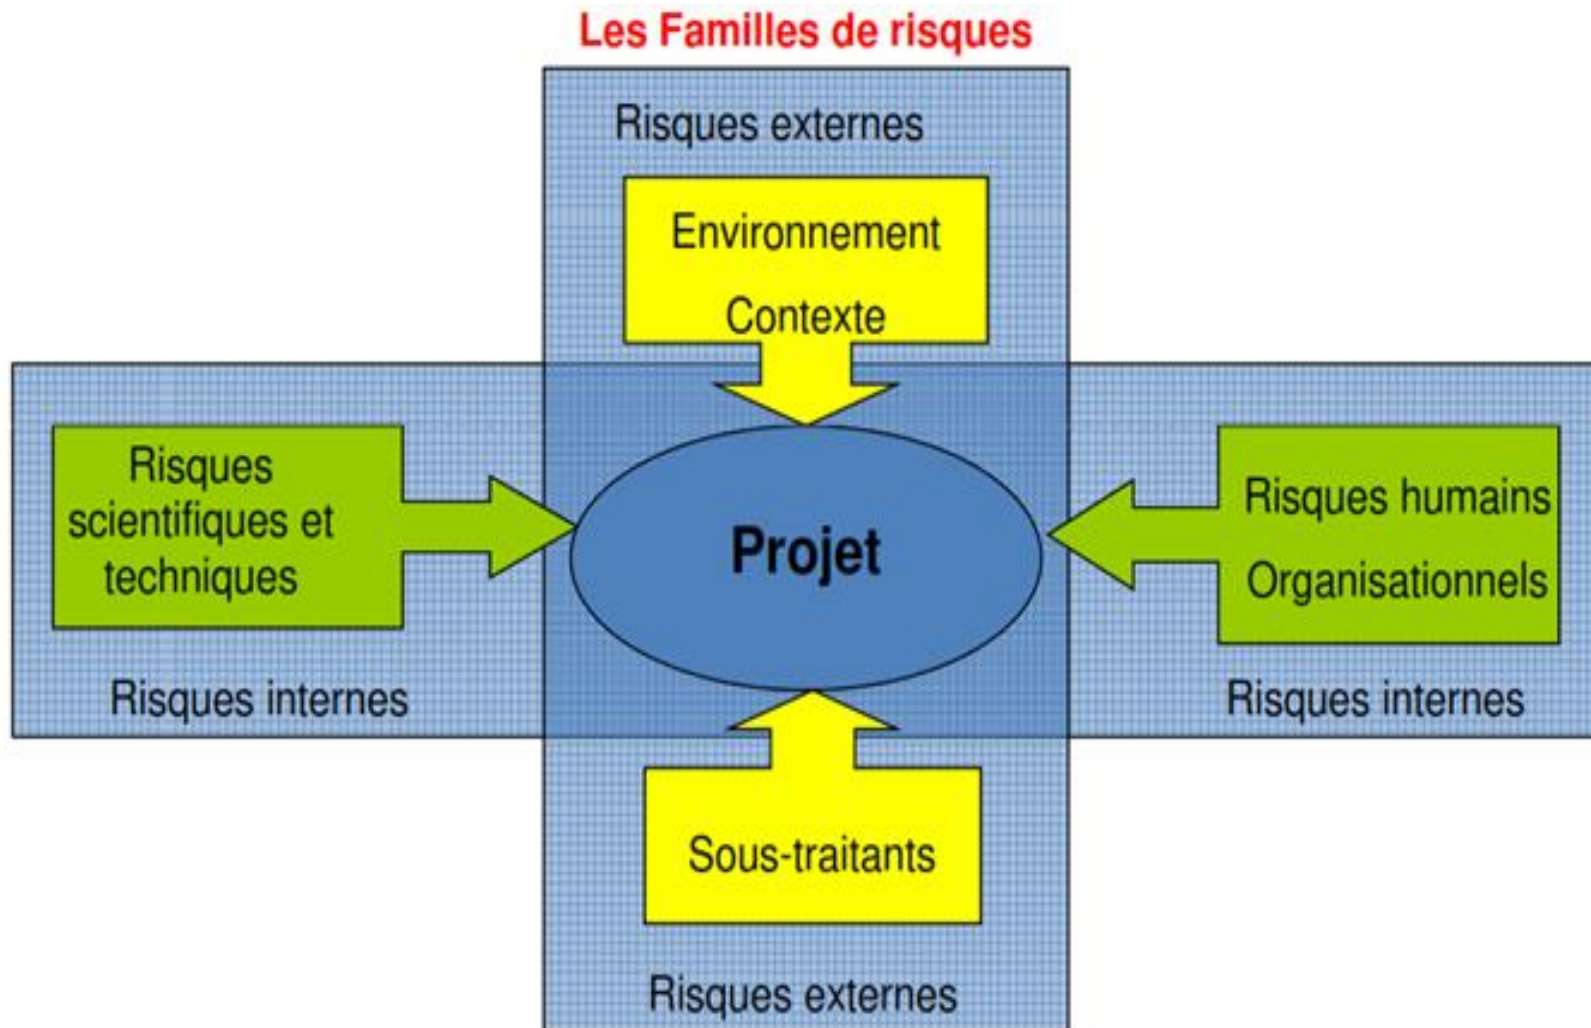 Les Familles de risques
Risques externes
Environnement
Contexte
Risques
scientifiques et
techniques
Risques internes
Projet
Risques humains
Organisationnels
Risques internes
Sous-traitants
Risques externes